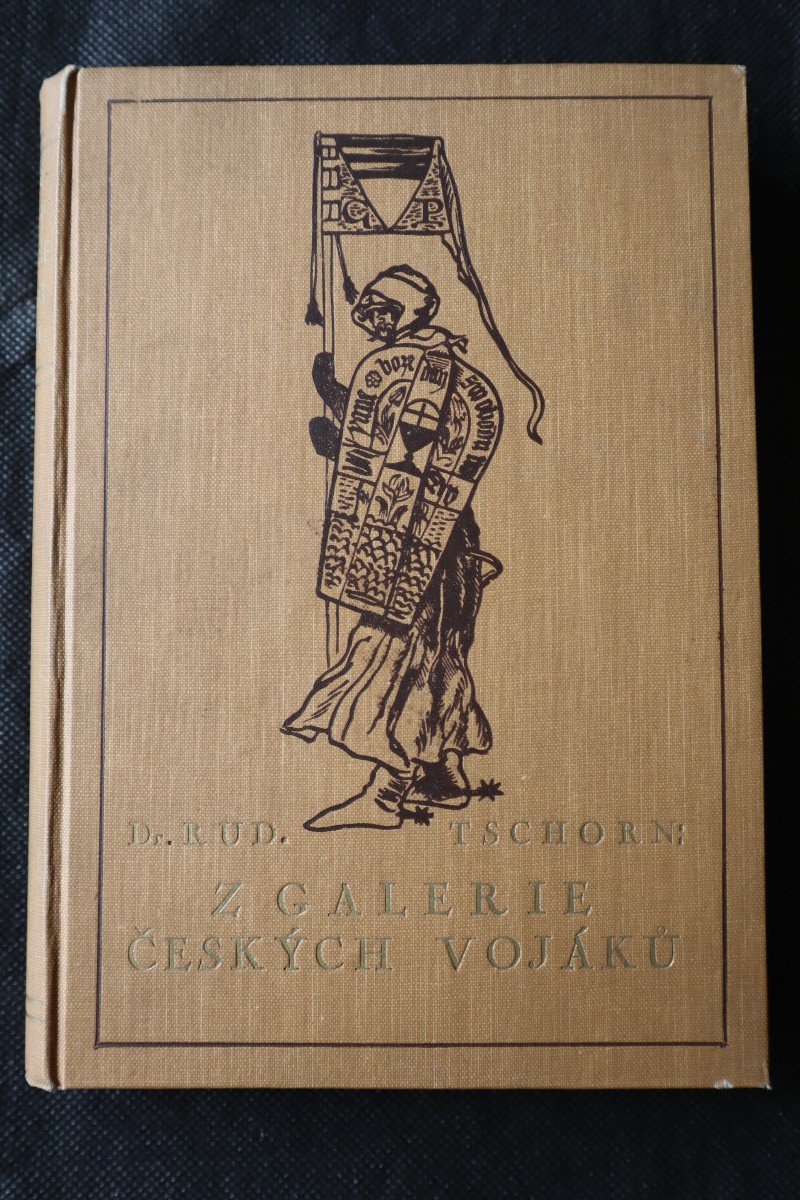 G P
Dr. RUD. TSCHORN:
Z GALERIE
ČESKÝCH VOJÁKŮ